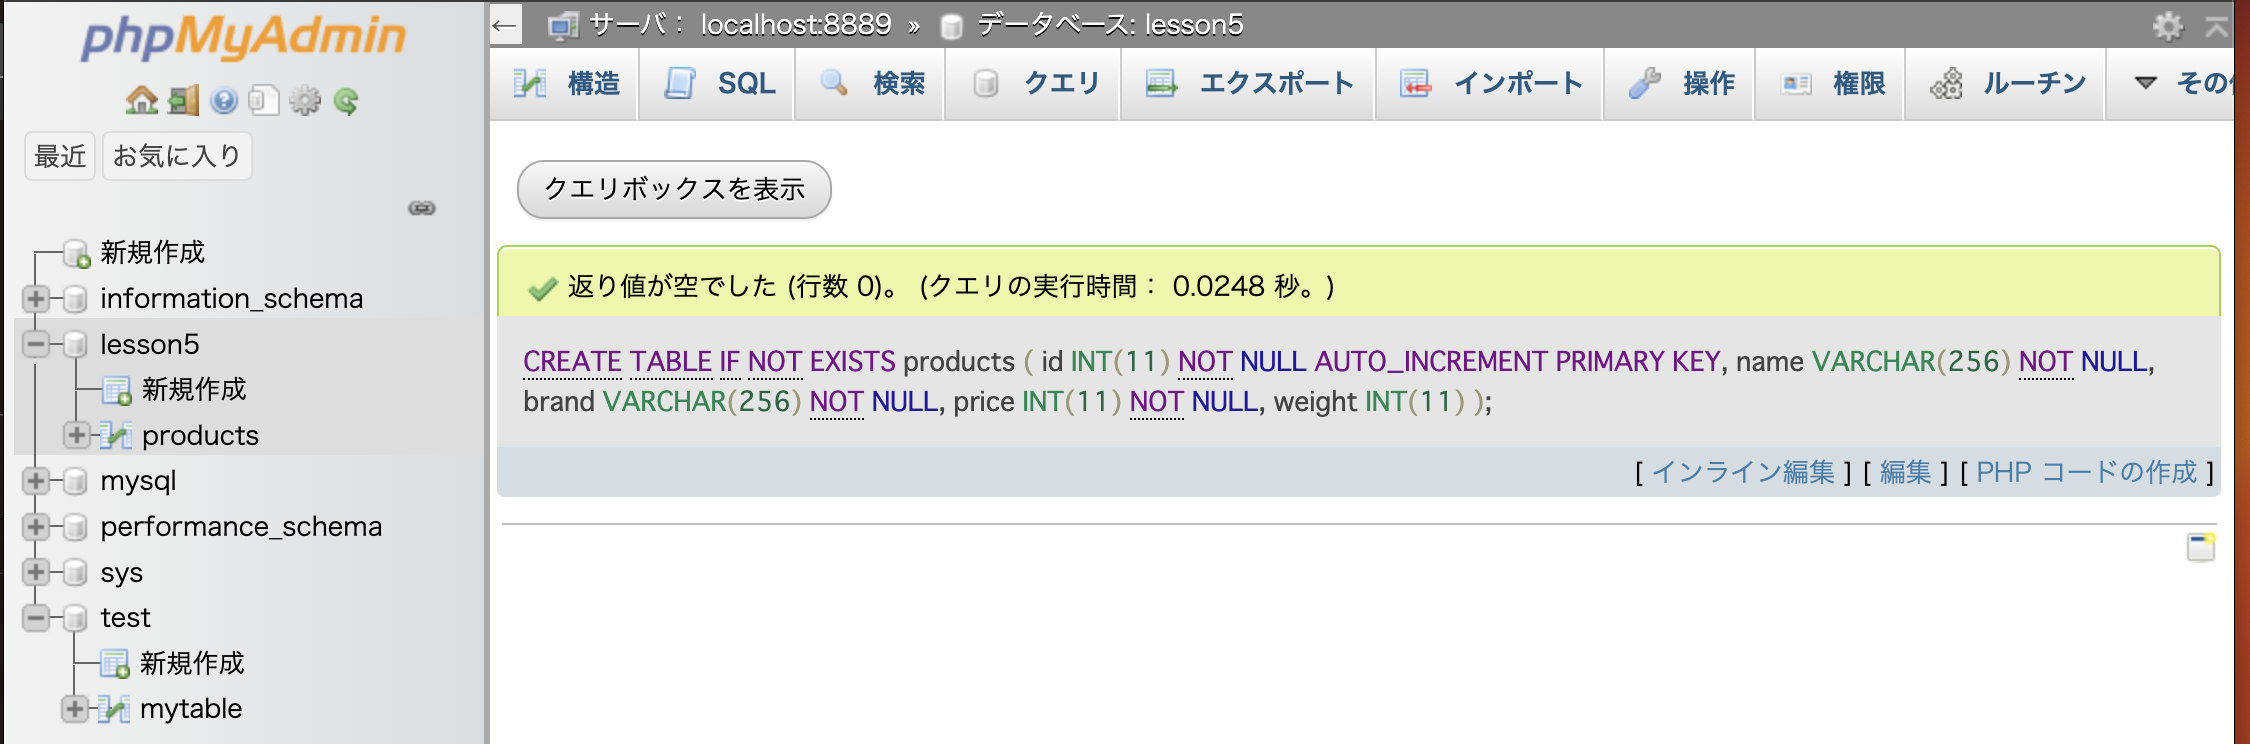 phpMyAdmin
最近 お気に入り
新規作成
information_schema
lesson5
新規作成
products
mysql
performance_schema
sys
test
新規作成
mytable
← サーバ： localhost:8889 » データベース: lesson5
構造 SQL 検索 クエリ エクスポート インポート 操作 権限 ルーチン その
クエリボックスを表示
返り値が空でした (行数 0)。 (クエリの実行時間： 0.0248 秒。)
CREATE TABLE IF NOT EXISTS products ( id INT(11) NOT NULL AUTO_INCREMENT PRIMARY KEY, name VARCHAR(256) NOT NULL,
brand VARCHAR(256) NOT NULL, price INT(11) NOT NULL, weight INT(11) );
[ インライン編集 ] [ 編集 ] [ PHP コードの作成 ]